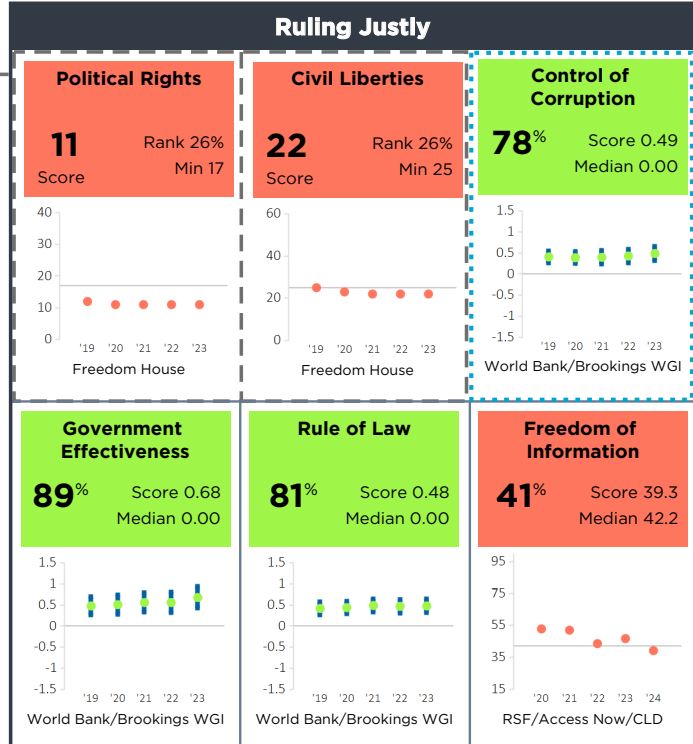 Ruling Justly
Political Rights
11
Score
Rank 26%
Min 17
40
30
20
10
0
'19 '20 '21 '22 '23
Freedom House
Civil Liberties
22
Score
Rank 26%
Min 25
60
40
20
0
'19 '20 '21 '22 '23
Freedom House
Control of
Corruption
78%
Score 0.49
Median 0.00
1.5
1
0.5
0
-0.5
-1
-1.5
'19 '20 '21 '22 '23
World Bank/Brookings WGI
Government
Effectiveness
89%
Score 0.68
Median 0.00
1.5
1
0.5
0
-0.5
-1
-1.5
'19 '20 '21 '22 '23
World Bank/Brookings WGI
Rule of Law
81%
Score 0.48
Median 0.00
1.5
1
0.5
0
-0.5
-1
-1.5
'19 '20 '21 '22 '23
World Bank/Brookings WGI
Freedom of
Information
41%
Score 39.3
Median 42.2
95
75
55
35
15
'20 '21 '22 '23 '24
RSF/Access Now/CLD